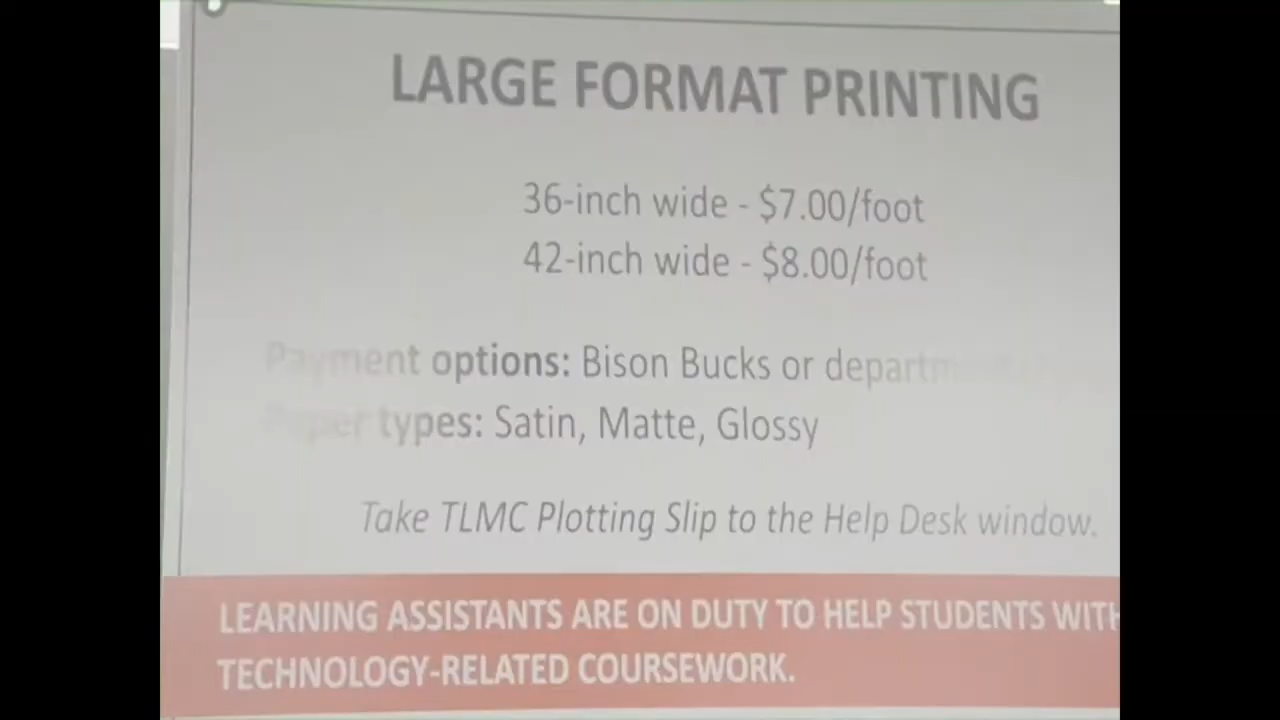 LARGE FORMAT PRINTING
36-inch wide - $7.00/foot
42-inch wide - $8.00/foot
Payment options: Bison Bucks or
Paper types: Satin, Matte, Glossy
Take TLMC Plotting Slip to the Help Desk window.
LEARNING ASSISTANTS ARE ON DUTY TO HELP STUDENTS WITH
TECHNOLOGY-RELATED COURSEWORK.